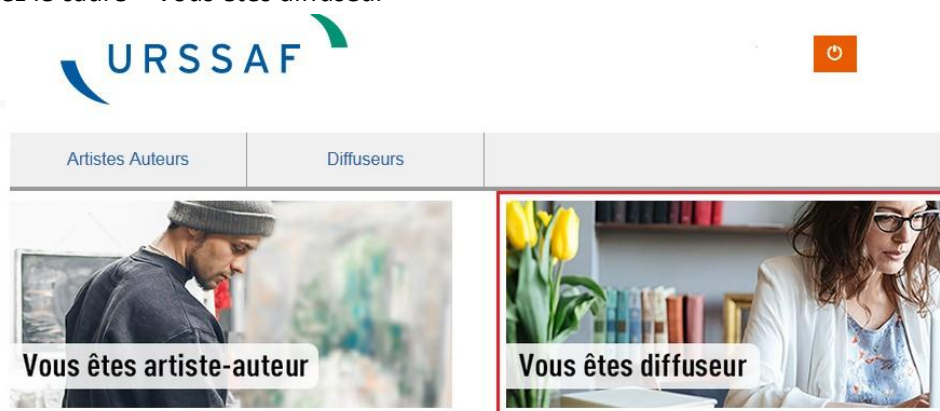 URSSAF
Artistes Auteurs
Diffuseurs
Vous êtes artiste-auteur
Vous êtes diffuseur